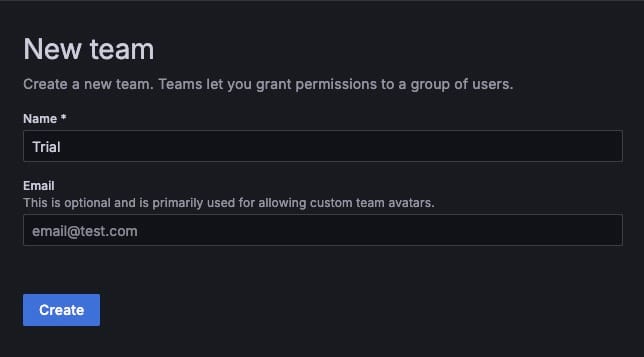 New team
Create a new team. Teams let you grant permissions to a group of users.
Name *
Trial
Email
This is optional and is primarily used for allowing custom team avatars.
email@test.com
Create